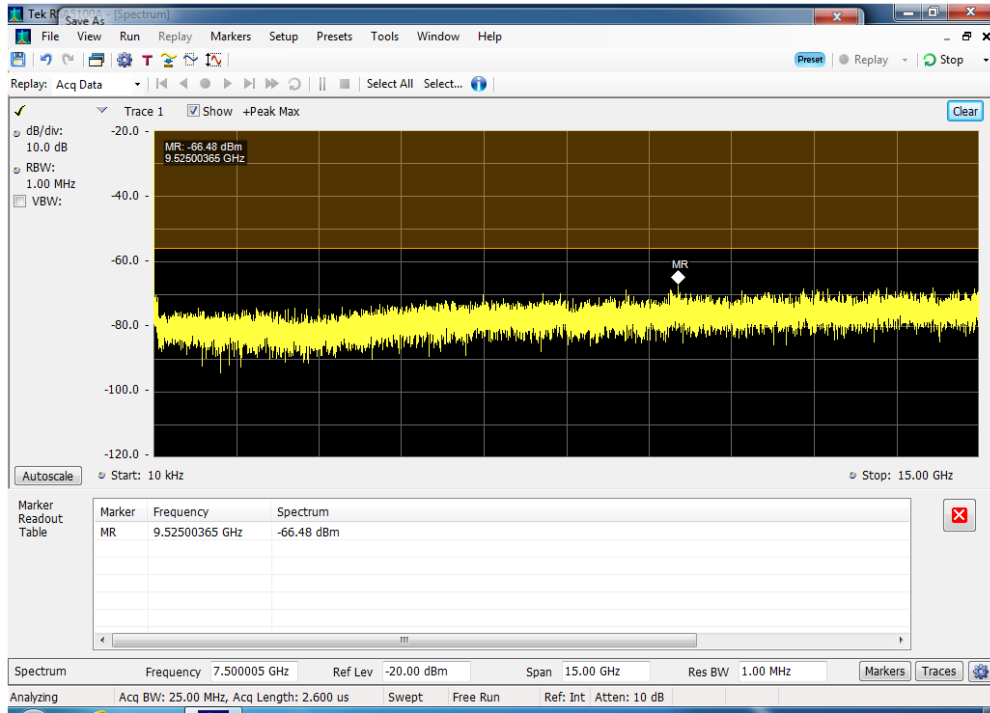 Tek RSA5100A - [Spectrum]
Save As
File View Run Replay Markers Setup Presets Tools Window Help
T
Preset Replay Stop
Replay: Acq Data Select All Select...
Trace 1 Show +Peak Max Clear
dB/div:
10.0 dB
RBW:
1.00 MHz
VBW:
-20.0
MR: -66.48 dBm
9.52500365 GHz
-40.0
-60.0
MR
-80.0
-100.0
-120.0
Autoscale Start: 10 kHz Stop: 15.00 GHz
Marker
Readout
Table
Marker Frequency Spectrum
MR 9.52500365 GHz -66.48 dBm
Spectrum Frequency 7.500005 GHz Ref Lev -20.00 dBm Span 15.00 GHz Res BW 1.00 MHz Markers Traces
Analyzing Acq BW: 25.00 MHz, Acq Length: 2.600 us Swept Free Run Ref: Int Atten: 10 dB